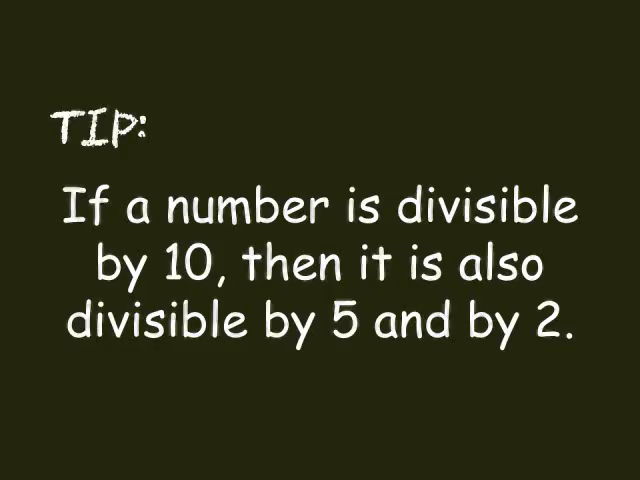 TIP:
If a number is divisible
by 10, then it is also
divisible by 5 and by 2.